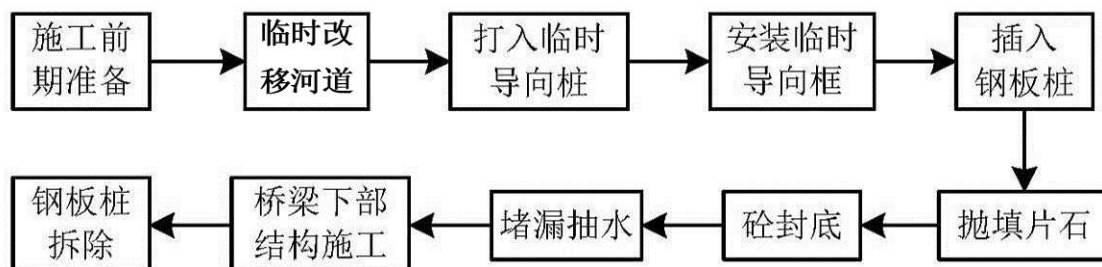 施工前
期准备
临时改
移河道
打入临时
导向桩
安装临时
导向框
插入
钢板桩
抛填片石
砼封底
堵漏抽水
桥梁下部
结构施工
钢板桩
拆除